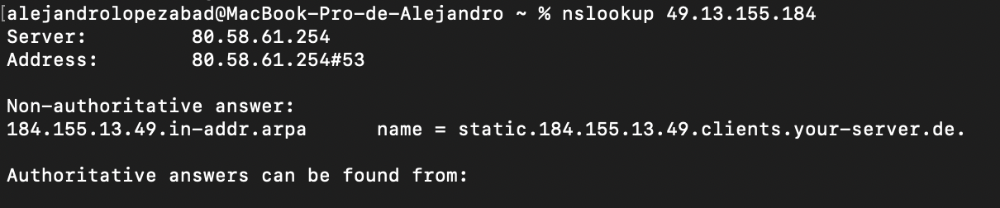 [alejandrolopezabad@MacBook-Pro-de-Alejandro ~ % nslookup 49.13.155.184
Server:		80.58.61.254
Address:	80.58.61.254#53

Non-authoritative answer:
184.155.13.49.in-addr.arpa	name = static.184.155.13.49.clients.your-server.de.

Authoritative answers can be found from: